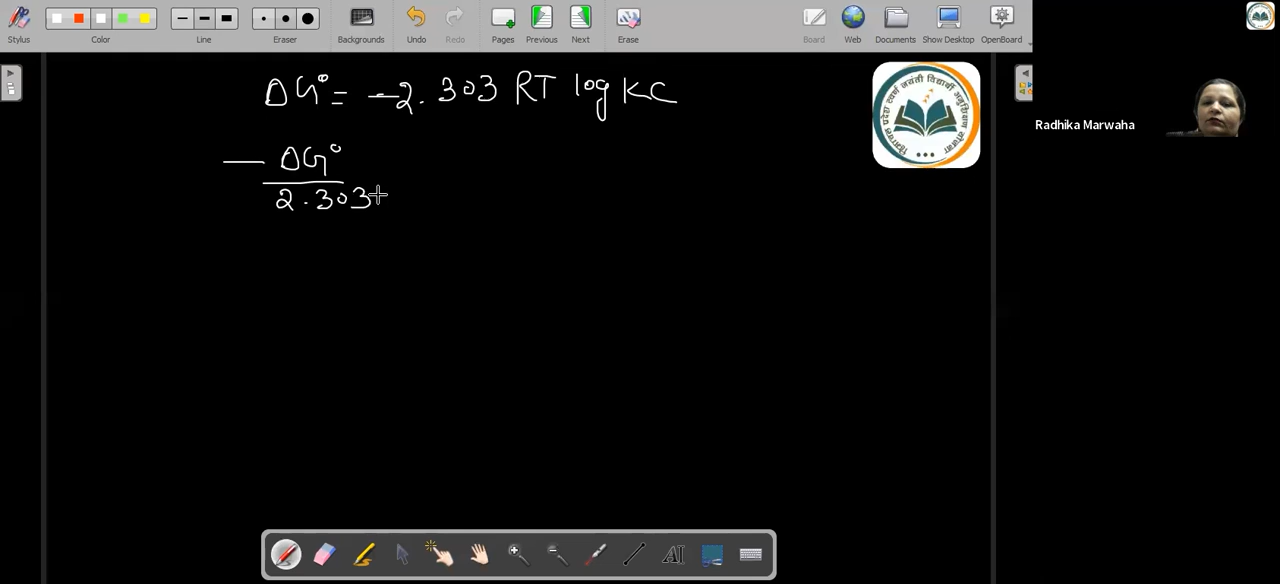 Stylus Color Line Eraser Backgrounds Undo Redo Pages Previous Next Erase Board Web Documents Show Desktop OpenBoard
ΔG° = -2.303 RT log KC
— ΔG°
2.303
Radhika Marwaha
AI